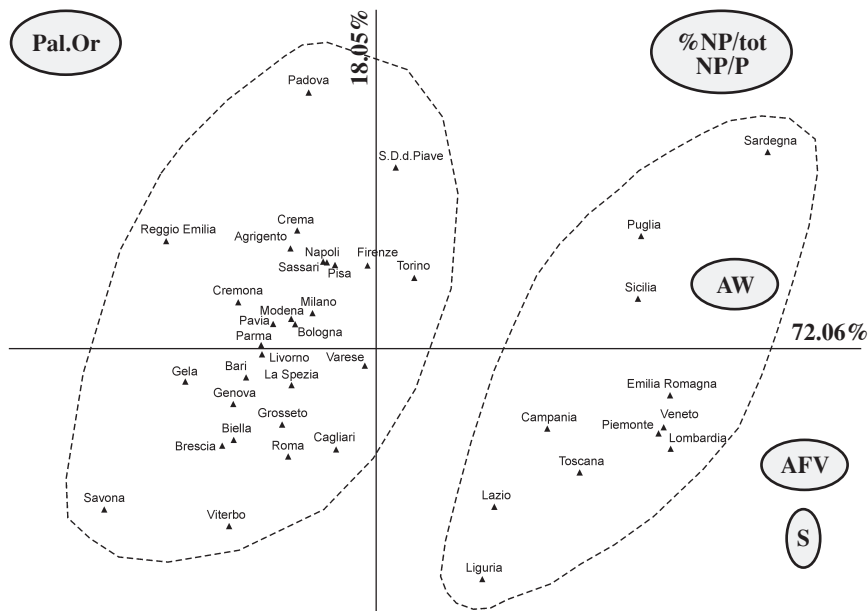 Pal.Or
18.05%
%NP/tot
NP/P
Padova
Sardegna
S.D.d.Piave
Puglia
Crema
Reggio Emilia
Agrigento
Napoli
Firenze
Sassari
Pisa
Torino
AW
Sicilia
Cremona
Milano
Modena
Pavia
Bologna
72.06%
Parma
Livorno
Varese
Bari
Gela
La Spezia
Emilia Romagna
Genova
Grosseto
Campania
Piemonte
Veneto
Biella
Brescia
Roma
Cagliari
Lombardia
Toscana
AFV
Savona
Lazio
Viterbo
S
Liguria